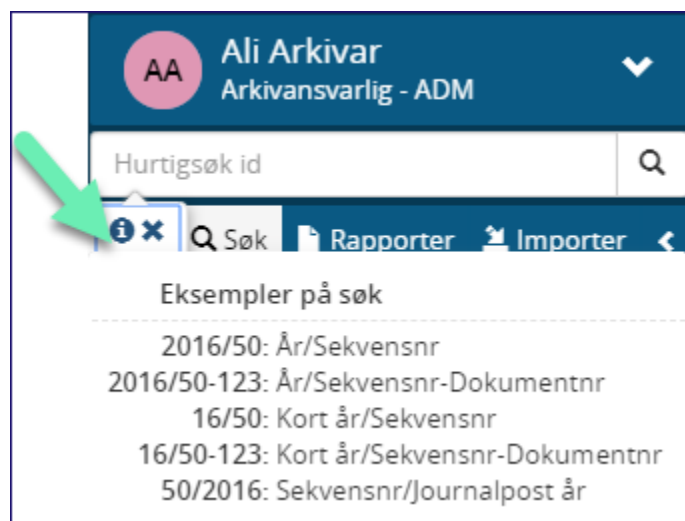 AA
Ali Arkivar
Arkivansvarlig - ADM
Hurtigsøk id
Søk Rapporter Importer
Eksempler på søk
2016/50: År/Sekvensnr
2016/50-123: År/Sekvensnr-Dokumentnr
16/50: Kort år/Sekvensnr
16/50-123: Kort år/Sekvensnr-Dokumentnr
50/2016: Sekvensnr/Journalpost år